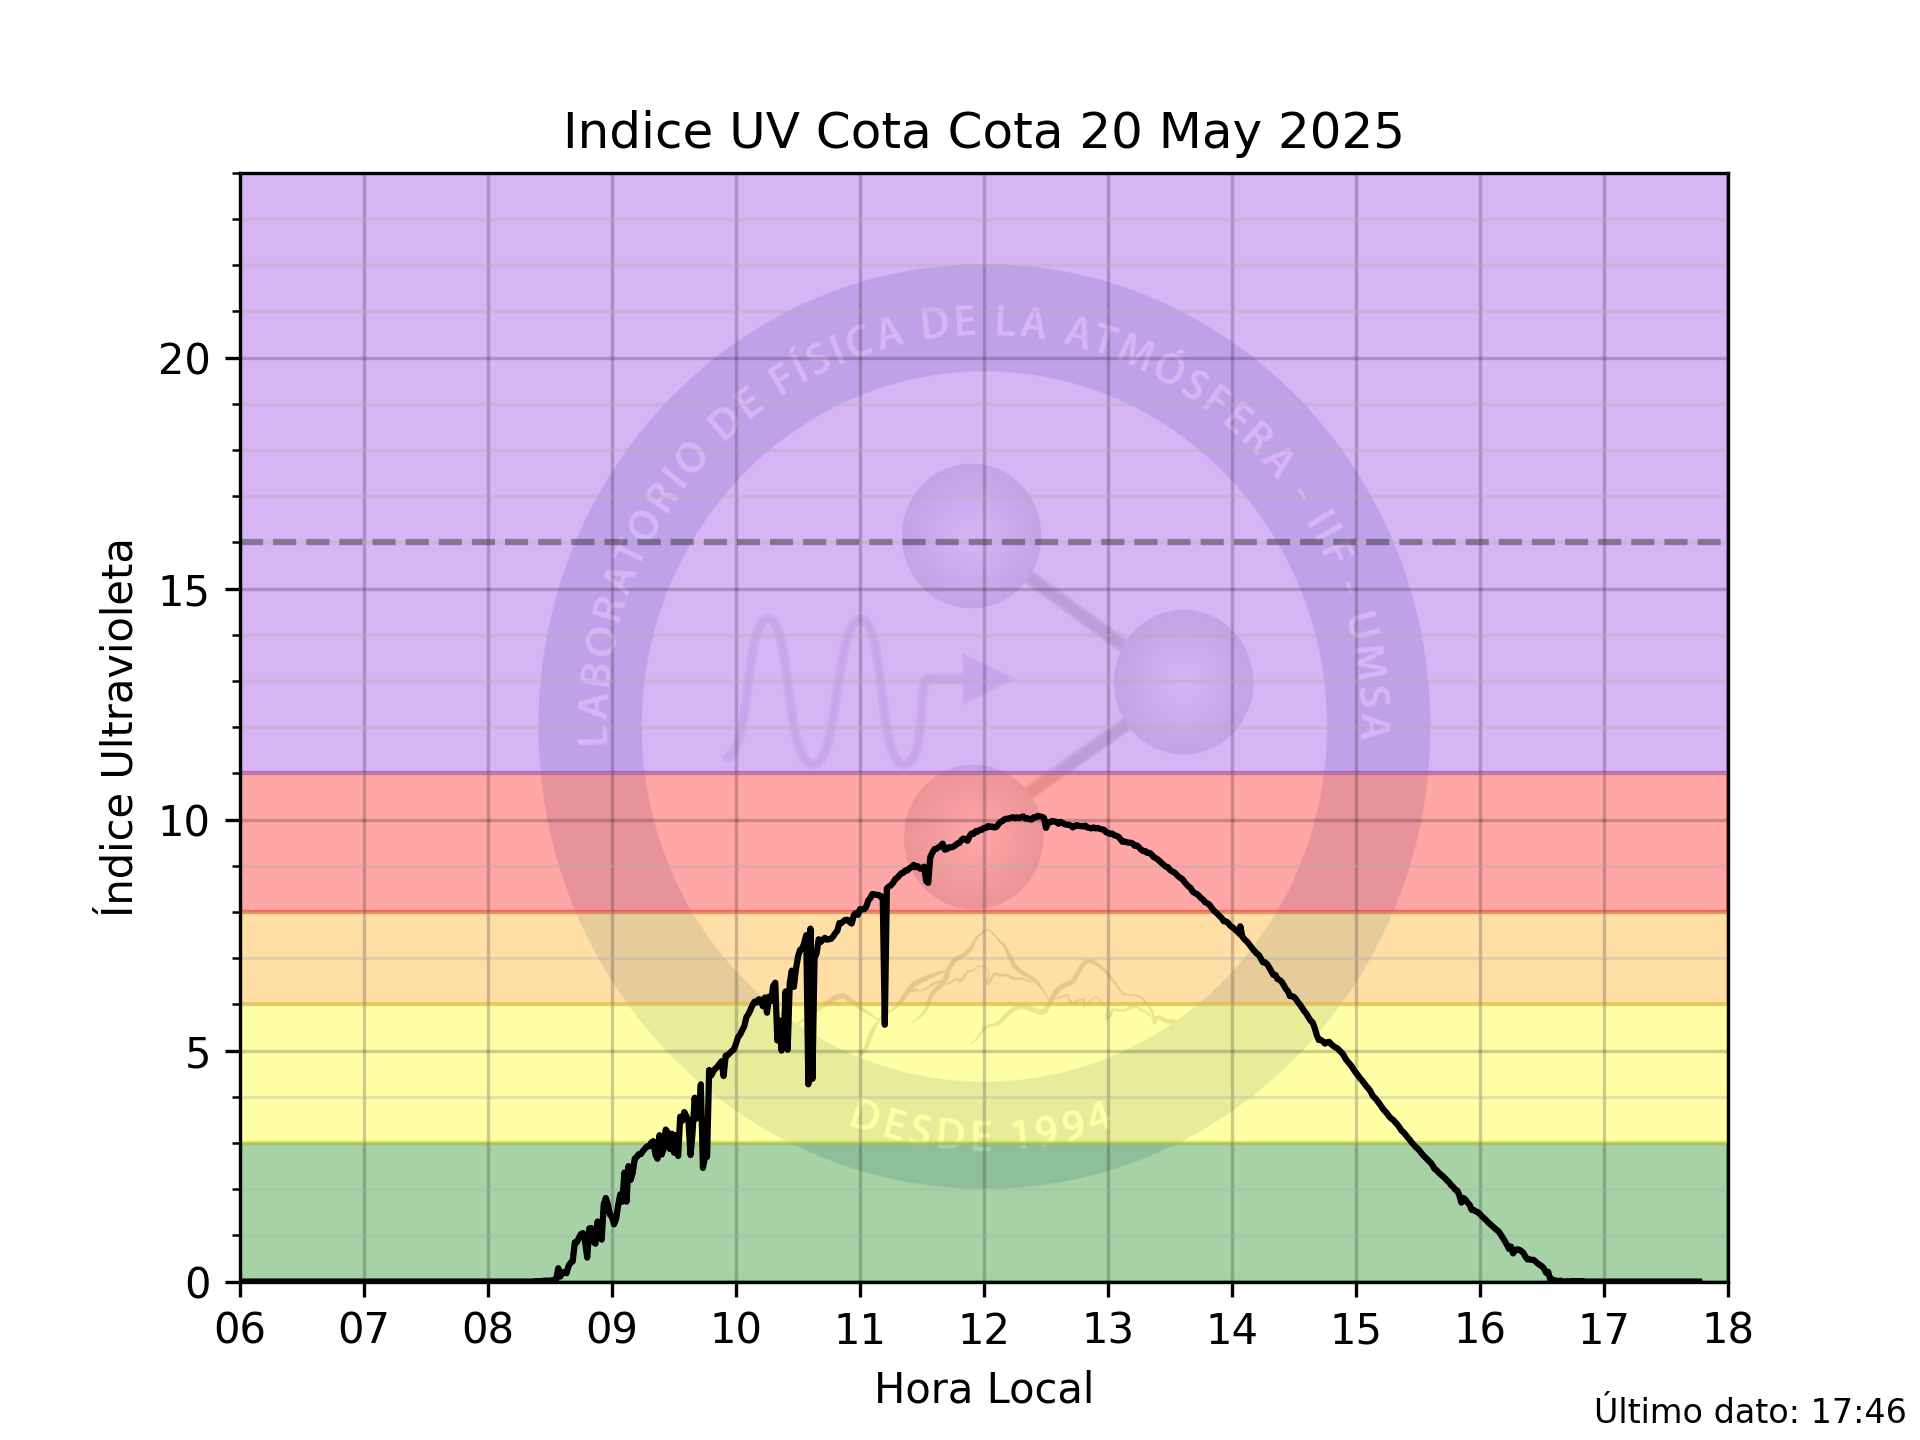 Indice UV Cota Cota 20 May 2025
Índice Ultravioleta
20
15
10
5
0
LABORATORIO DE FÍSICA DE LA ATMÓSFERA - IIF - UMSA
DESDE 1994
06 07 08 09 10 11 12 13 14 15 16 17 18
Hora Local
Último dato: 17:46